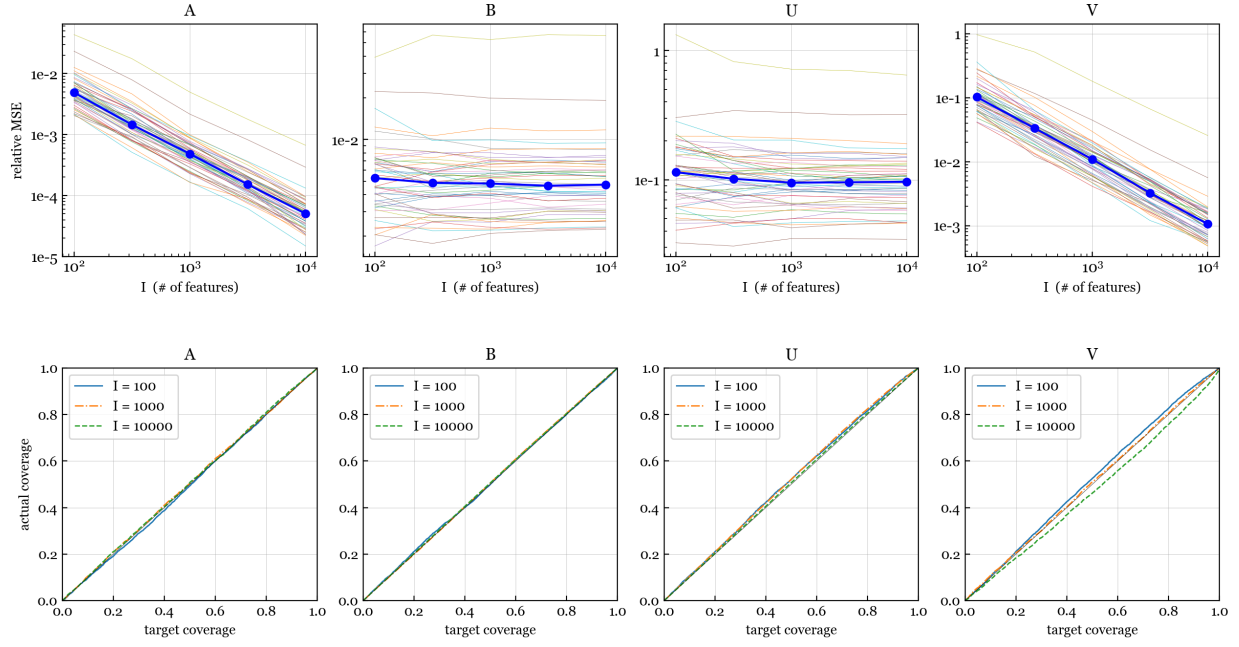 A
B
U
V
relative MSE
1e-2
1e-3
1e-4
1e-5
10²
10³
10⁴
I (# of features)
1e-2
10²
10³
10⁴
I (# of features)
1
1e-1
10²
10³
10⁴
I (# of features)
1
1e-1
1e-2
1e-3
10²
10³
10⁴
I (# of features)
A
B
U
V
actual coverage
1.0
0.8
0.6
0.4
0.2
0.0
I = 100
I = 1000
I = 10000
0.0 0.2 0.4 0.6 0.8 1.0
target coverage
1.0
0.8
0.6
0.4
0.2
0.0
I = 100
I = 1000
I = 10000
0.0 0.2 0.4 0.6 0.8 1.0
target coverage
1.0
0.8
0.6
0.4
0.2
0.0
I = 100
I = 1000
I = 10000
0.0 0.2 0.4 0.6 0.8 1.0
target coverage
1.0
0.8
0.6
0.4
0.2
0.0
I = 100
I = 1000
I = 10000
0.0 0.2 0.4 0.6 0.8 1.0
target coverage